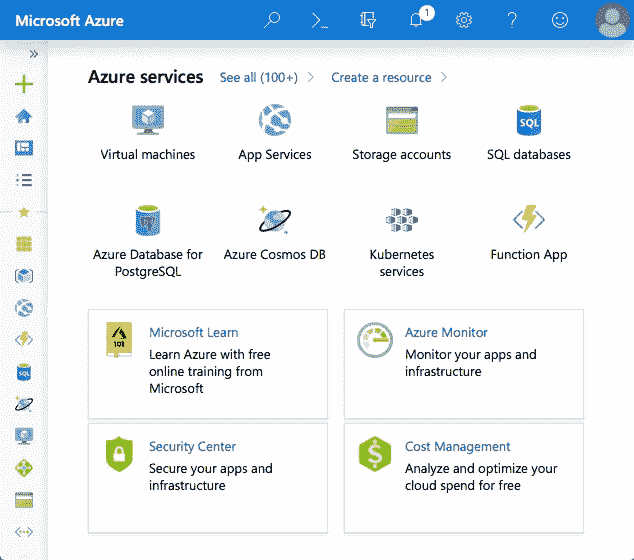 Microsoft Azure
>_
1
?
»
Azure services See all (100+) > Create a resource >
Virtual machines App Services Storage accounts SQL databases
SQL
Azure Database for Azure Cosmos DB Kubernetes Function App
PostgreSQL services
101
Microsoft Learn
Learn Azure with free
online training from
Microsoft
Azure Monitor
Monitor your apps and
infrastructure
Security Center
Secure your apps and
infrastructure
$
Cost Management
Analyze and optimize your
cloud spend for free
SQL